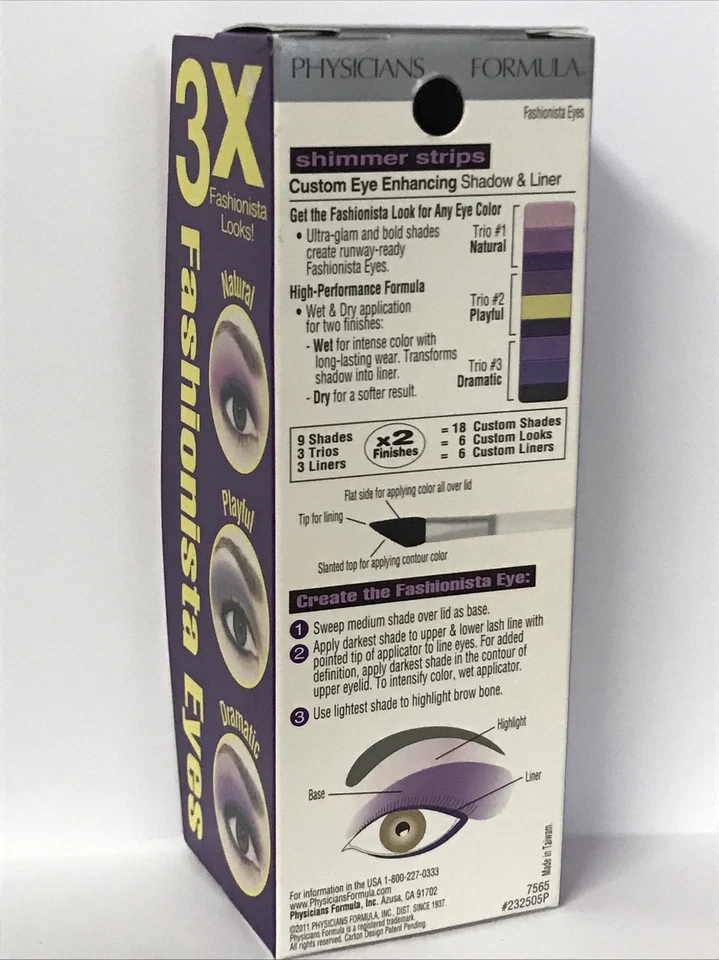 3X
Fashionista
Looks!
Fashionista Eyes
Natural
Playful
Dramatic
PHYSICIANS FORMULA
Fashionista Eyes
shimmer strips
Custom Eye Enhancing Shadow & Liner
Get the Fashionista Look for Any Eye Color
• Ultra-glam and bold shades
create runway-ready
Fashionista Eyes.
High-Performance Formula
• Wet & Dry application
for two finishes:
- Wet for intense color with
long-lasting wear. Transforms
shadow into liner.
- Dry for a softer result.
Trio #1
Natural
Trio #2
Playful
Trio #3
Dramatic
9 Shades
3 Trios
3 Liners
x2
Finishes
= 18 Custom Shades
= 6 Custom Looks
= 6 Custom Liners
Flat side for applying color all over lid
Tip for lining
Slanted top for applying contour color
Create the Fashionista Eye:
1 Sweep medium shade over lid as base.
2 Apply darkest shade to upper & lower lash line with
pointed tip of applicator to line eyes. For added
definition, apply darkest shade in the contour of
upper eyelid. To intensify color, wet applicator.
3 Use lightest shade to highlight brow bone.
Highlight
Base
Liner
For information in the USA 1-800-227-0333
www.PhysiciansFormula.com
Physicians Formula, Inc. Azusa, CA 91702
©2011 PHYSICIANS FORMULA, INC., DIST. SINCE 1937.
Physicians Formula is a registered trademark.
All rights reserved. Carton Design Patent Pending.
Made in Taiwan.
7565
#232505P